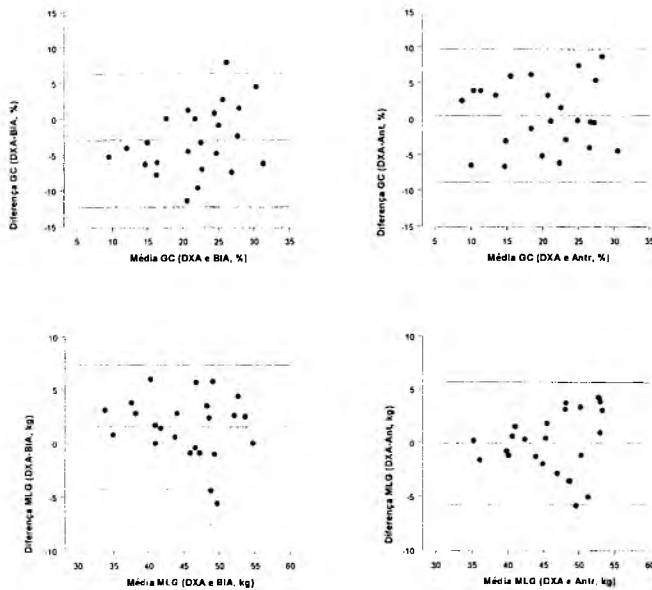 Diferença GC (DXA-BIA, %)
15
10
5
0
-5
-10
-15
5 10 15 20 25 30 35
Média GC (DXA e BIA, %)
Diferença GC (DXA-Ant, %)
15
10
5
0
-5
-10
-15
5 10 15 20 25 30 35
Média GC (DXA e Antr, %)
Diferença MLG (DXA-BIA, kg)
10
5
0
-5
-10
30 35 40 45 50 55 60
Média MLG (DXA e BIA, kg)
Diferença MLG (DXA-Ant, kg)
10
5
0
-5
-10
30 35 40 45 50 55 60
Média MLG (DXA e Antr, kg)